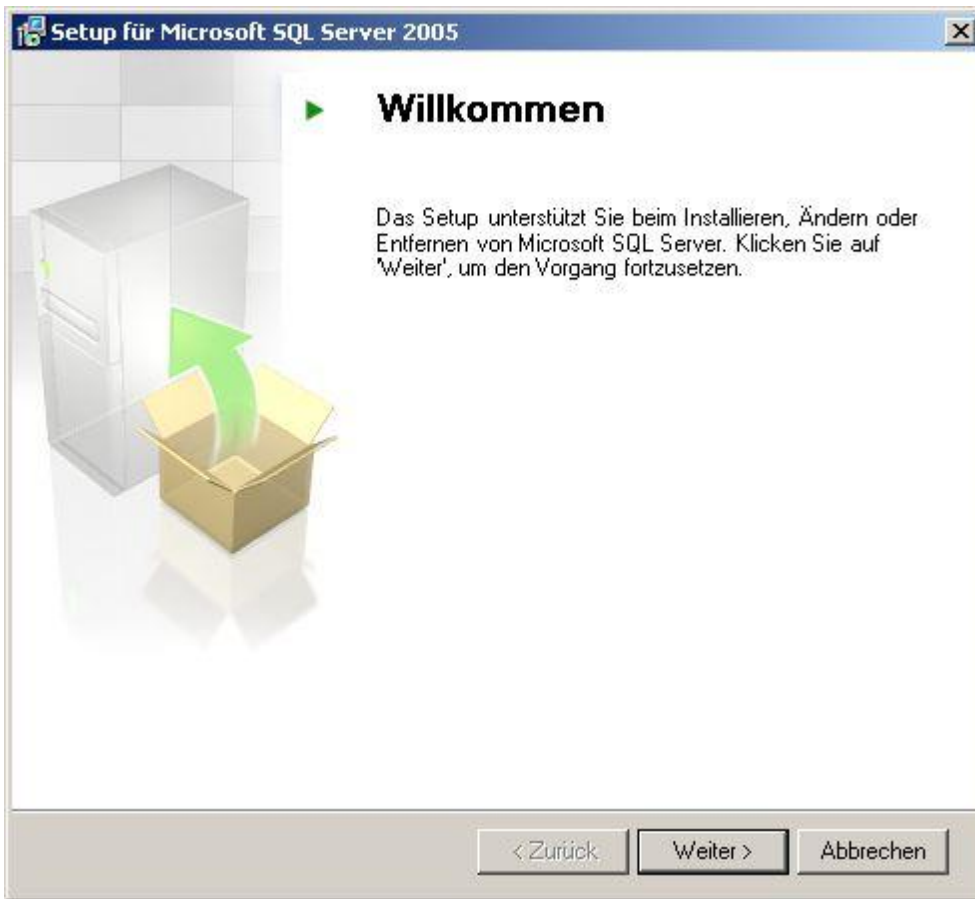 Setup für Microsoft SQL Server 2005
Willkommen
Das Setup unterstützt Sie beim Installieren, Ändern oder
Entfernen von Microsoft SQL Server. Klicken Sie auf
'Weiter', um den Vorgang fortzusetzen.
< Zurück
Weiter >
Abbrechen